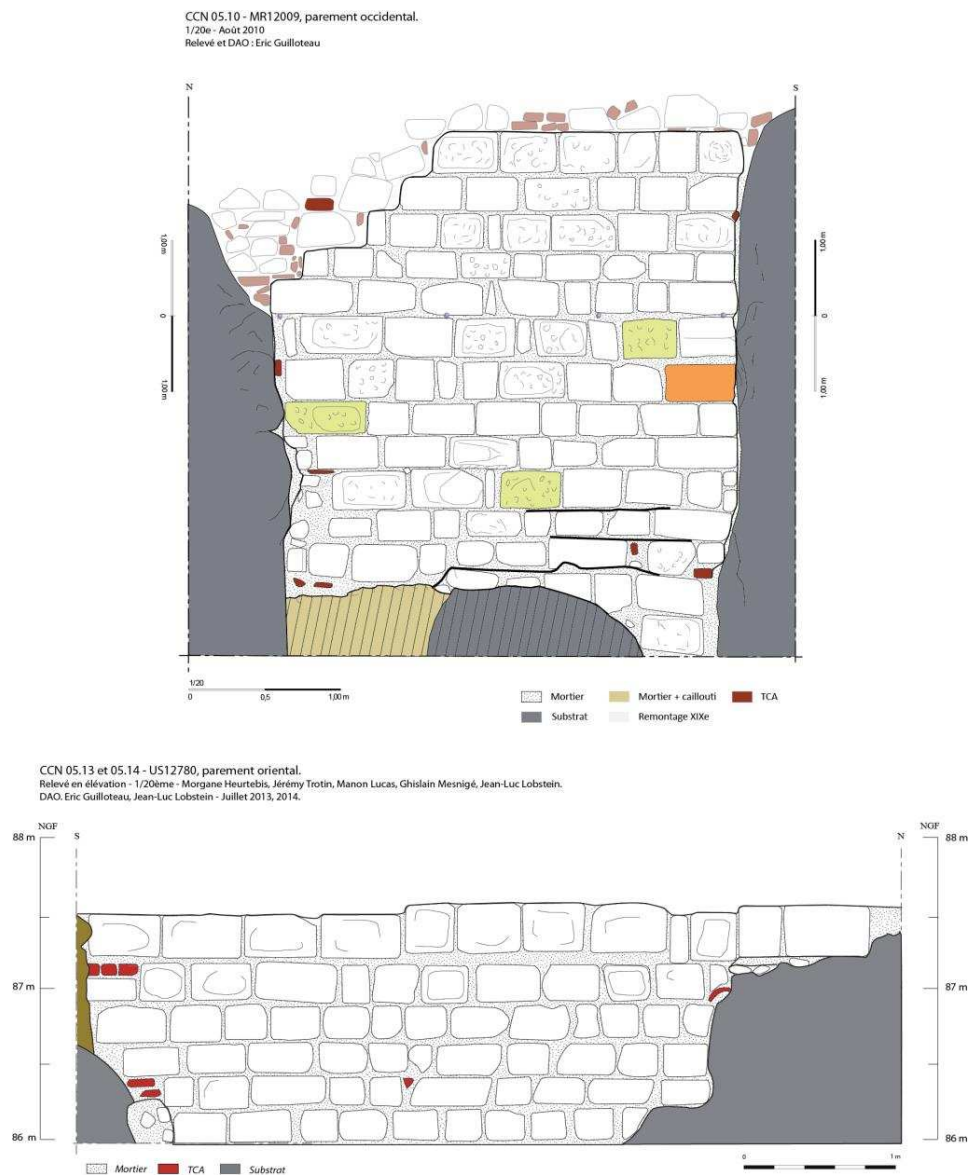 CCN 05.10 - MR12009, parement occidental.
1/20e - Août 2010
Relevé et DAO : Eric Guilloteau
N
S
1,00 m
0
1,00 m
1,00 m
0
1,00 m
1/20
0
0,5
1,00 m
Mortier
Mortier + caillouti
TCA
Substrat
Remontage XIXe
CCN 05.13 et 05.14 - US12780, parement oriental.
Relevé en élévation - 1/20ème - Morgane Heurtebis, Jérémy Trotin, Manon Lucas, Ghislain Mesnigé, Jean-Luc Lobstein.
DAO. Eric Guilloteau, Jean-Luc Lobstein - Juillet 2013, 2014.
NGF
S
N
NGF
88 m
88 m
87 m
87 m
86 m
86 m
0
1 m
Mortier
TCA
Substrat